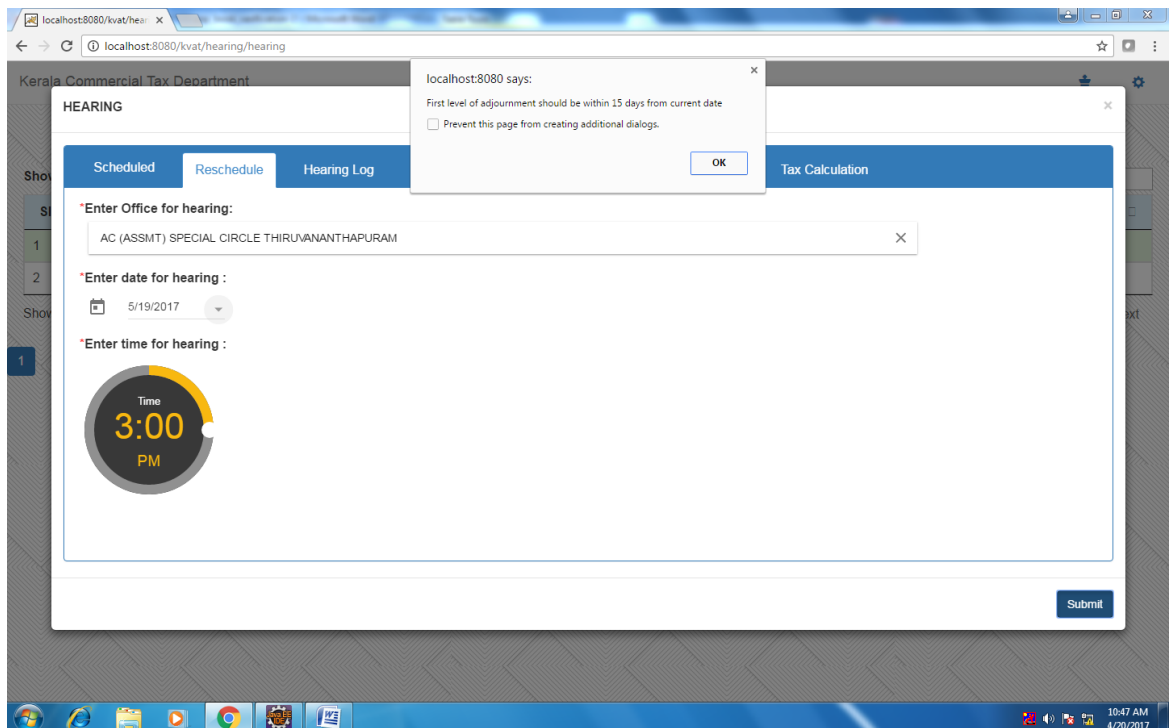 localhost:8080/kvat/hear
localhost:8080/kvat/hearing/hearing
Kerala Commercial Tax Department
localhost:8080 says:
First level of adjournment should be within 15 days from current date
Prevent this page from creating additional dialogs.
OK
HEARING
Scheduled Reschedule Hearing Log Tax Calculation
Show
Sl
1
2
Show
ext
1
*Enter Office for hearing:
AC (ASSMT) SPECIAL CIRCLE THIRUVANANTHAPURAM
*Enter date for hearing :
5/19/2017
*Enter time for hearing :
Time
3:00
PM
Submit
10:47 AM
4/20/2017